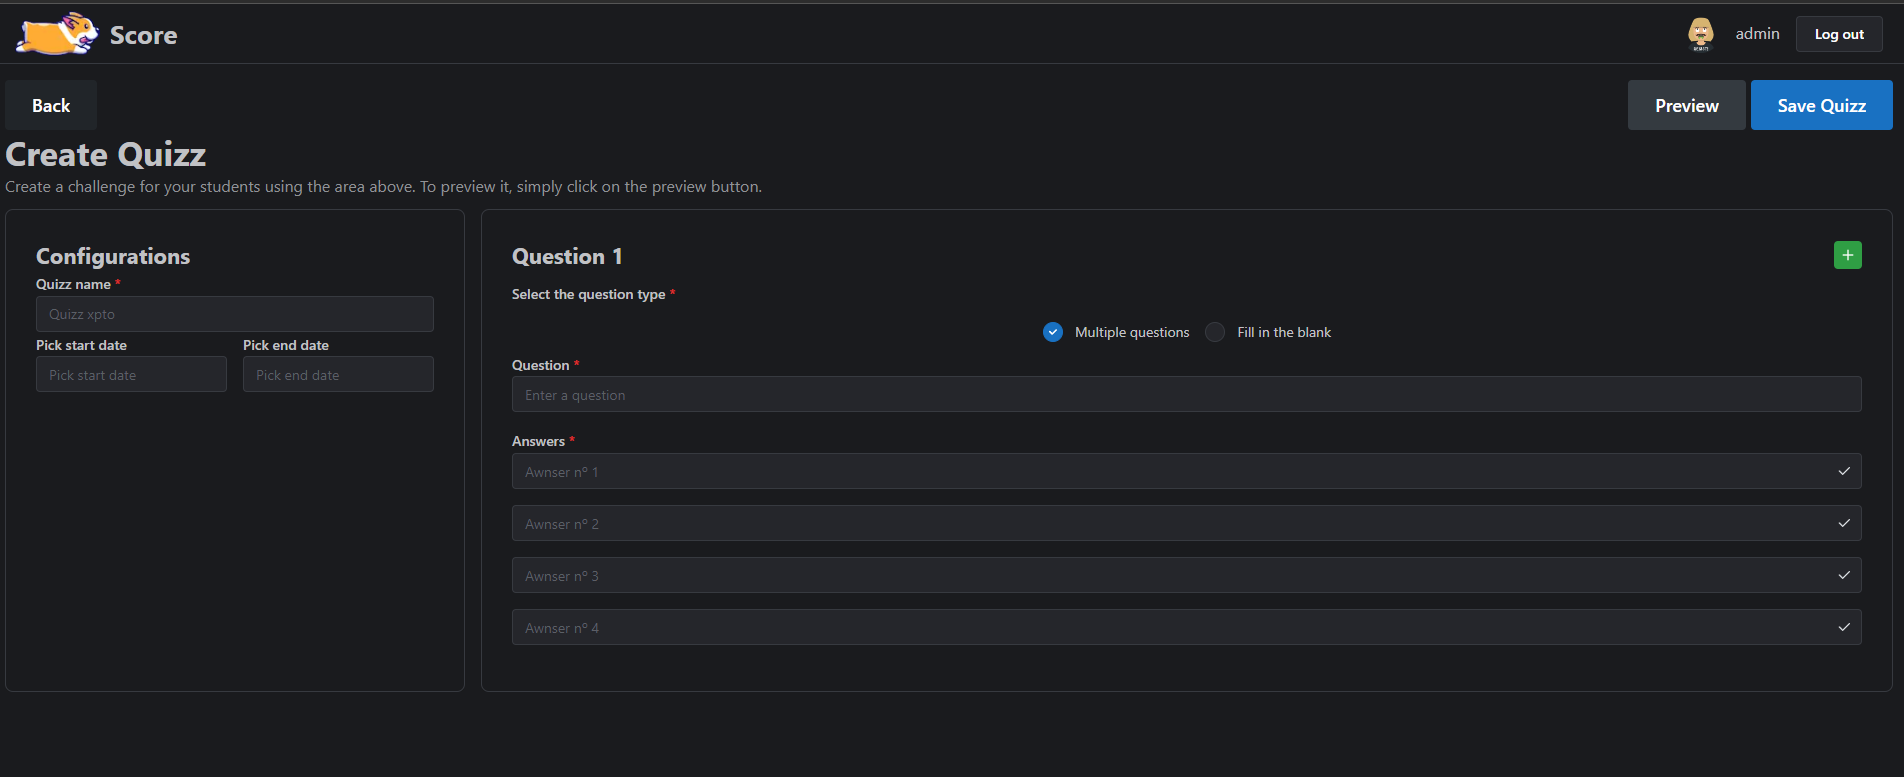 Score
admin
Log out
Back
Preview
Save Quizz
Create Quizz
Create a challenge for your students using the area above. To preview it, simply click on the preview button.
Configurations
Quizz name *
Quizz xpto
Pick start date
Pick end date
Pick start date
Pick end date
Question 1
+
Select the question type *
Multiple questions
Fill in the blank
Question *
Enter a question
Answers *
Awnser nº 1
Awnser nº 2
Awnser nº 3
Awnser nº 4